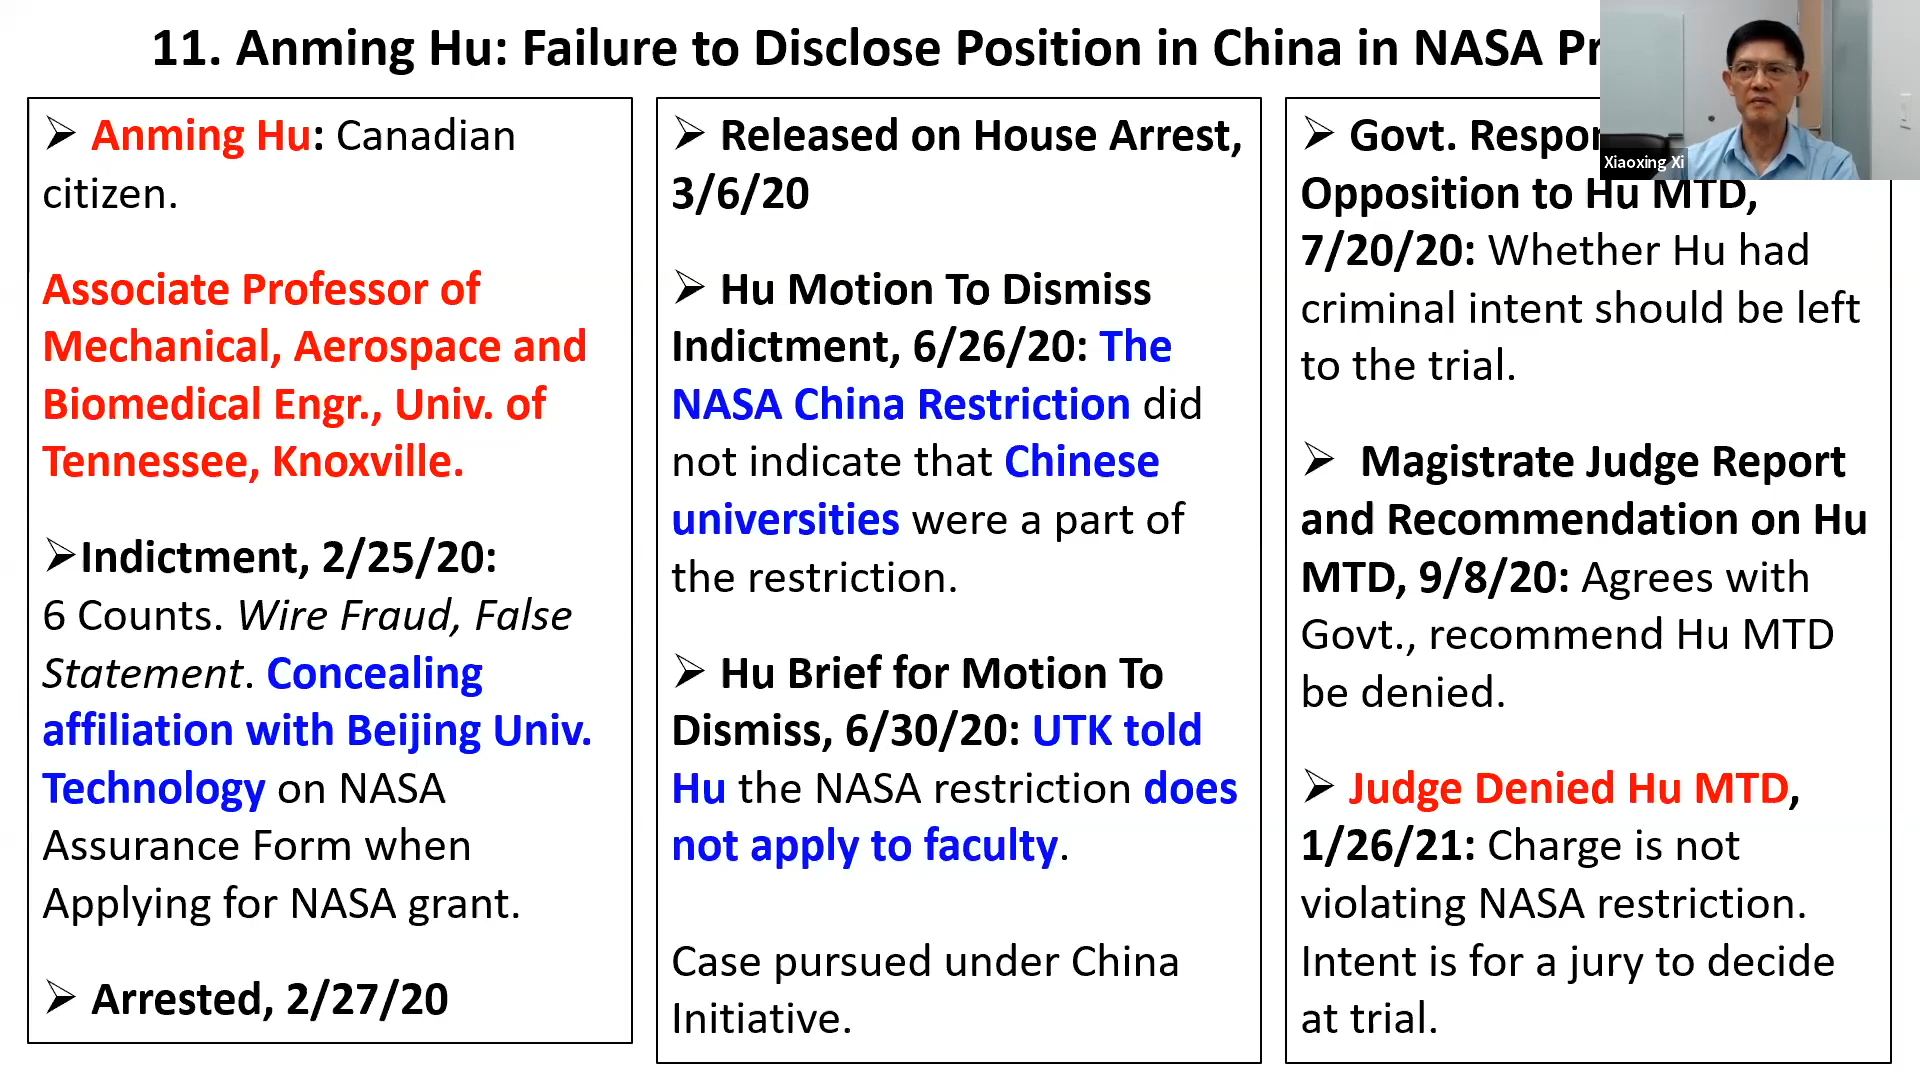 11. Anming Hu: Failure to Disclose Position in China in NASA
➢ Anming Hu: Canadian
citizen.
Associate Professor of
Mechanical, Aerospace and
Biomedical Engr., Univ. of
Tennessee, Knoxville.
➢Indictment, 2/25/20:
6 Counts. Wire Fraud, False
Statement. Concealing
affiliation with Beijing Univ.
Technology on NASA
Assurance Form when
Applying for NASA grant.
➢ Arrested, 2/27/20
➢ Released on House Arrest,
3/6/20
➢ Hu Motion To Dismiss
Indictment, 6/26/20: The
NASA China Restriction did
not indicate that Chinese
universities were a part of
the restriction.
➢ Hu Brief for Motion To
Dismiss, 6/30/20: UTK told
Hu the NASA restriction does
not apply to faculty.
Case pursued under China
Initiative.
➢ Govt.
Opposition to Hu MTD,
7/20/20: Whether Hu had
criminal intent should be left
to the trial.
➢ Magistrate Judge Report
and Recommendation on Hu
MTD, 9/8/20: Agrees with
Govt., recommend Hu MTD
be denied.
➢ Judge Denied Hu MTD,
1/26/21: Charge is not
violating NASA restriction.
Intent is for a jury to decide
at trial.
Xiaoxing Xi